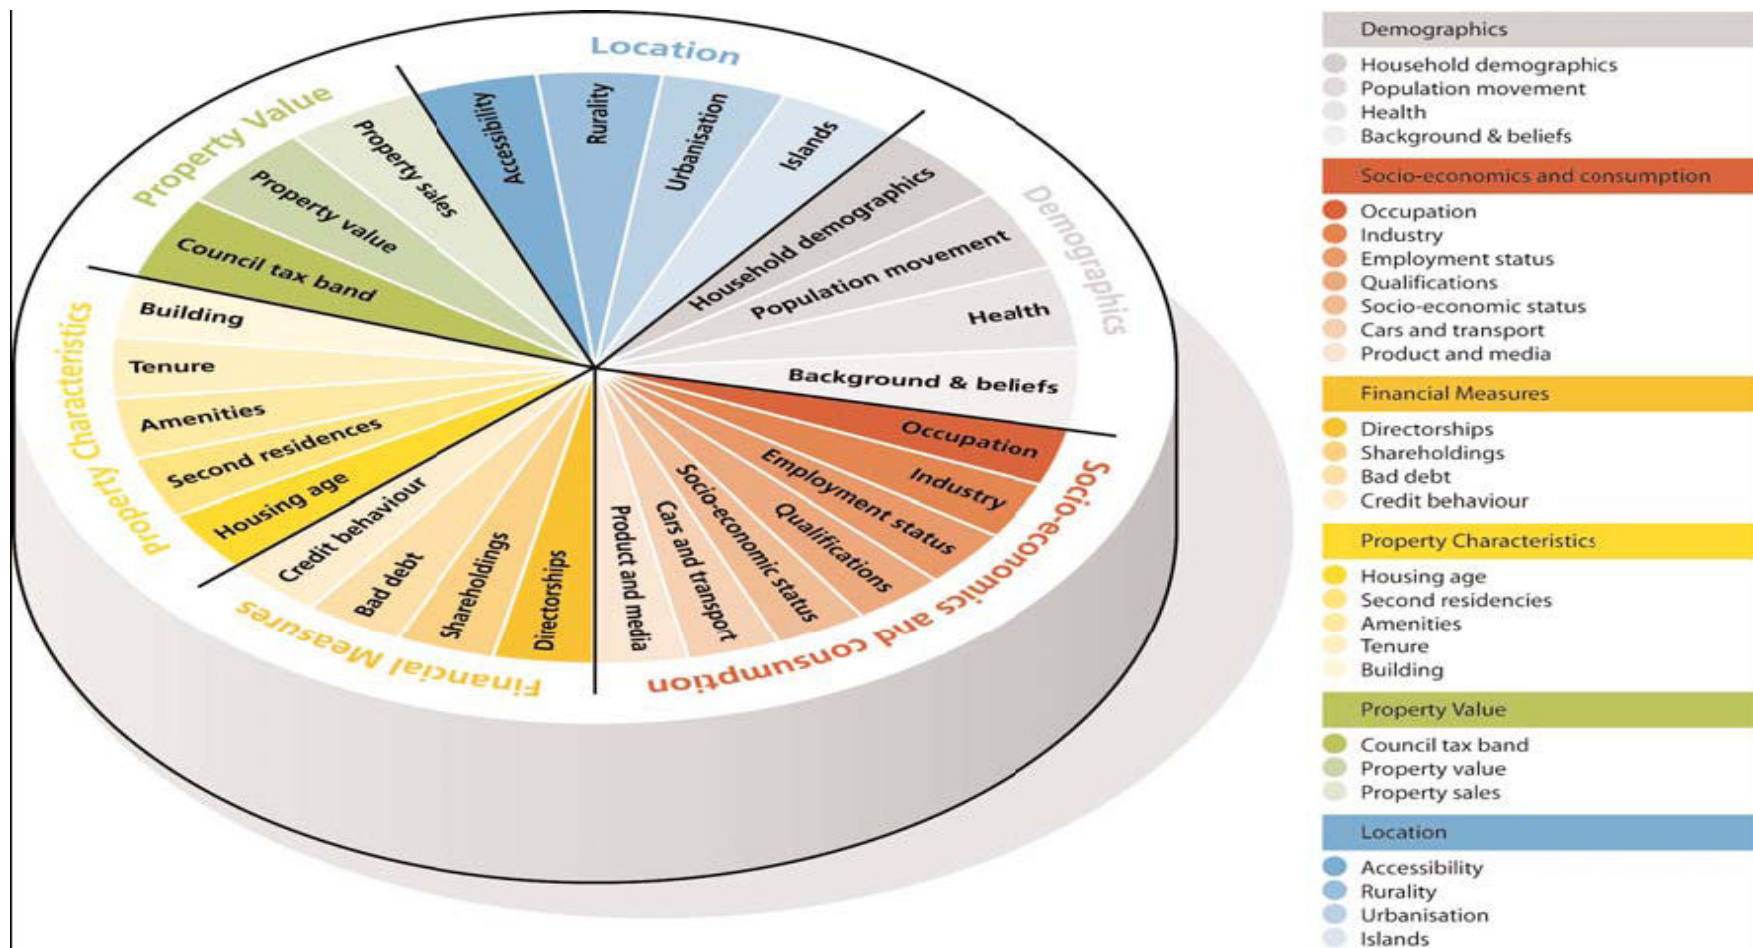 Location
Accessibility
Rurality
Urbanisation
Islands
Demographics
Household demographics
Population movement
Health
Background & beliefs
Socio-economics and consumption
Occupation
Industry
Employment status
Qualifications
Socio-economic status
Cars and transport
Product and media
Financial Measures
Directorships
Shareholdings
Bad debt
Credit behaviour
Property Characteristics
Housing age
Second residences
Amenities
Tenure
Building
Property Value
Council tax band
Property value
Property sales
Demographics
Household demographics
Population movement
Health
Background & beliefs
Socio-economics and consumption
Occupation
Industry
Employment status
Qualifications
Socio-economic status
Cars and transport
Product and media
Financial Measures
Directorships
Shareholdings
Bad debt
Credit behaviour
Property Characteristics
Housing age
Second residencies
Amenities
Tenure
Building
Property Value
Council tax band
Property value
Property sales
Location
Accessibility
Rurality
Urbanisation
Islands